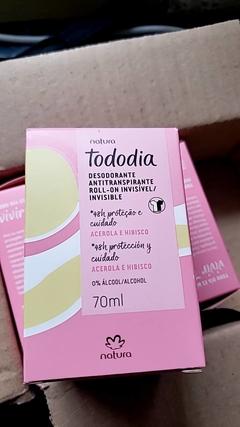 natura
Tododia
DESODORANTE
ANTITRANSPIRANTE
ROLL-ON INVISÍVEL/
INVISIBLE
*48h proteção e
cuidado
ACEROLA E HIBISCO
*48h protección y
cuidado
ACEROLA E HIBISCO
0% ÁLCOOL/ALCOHOL
70ml
natura